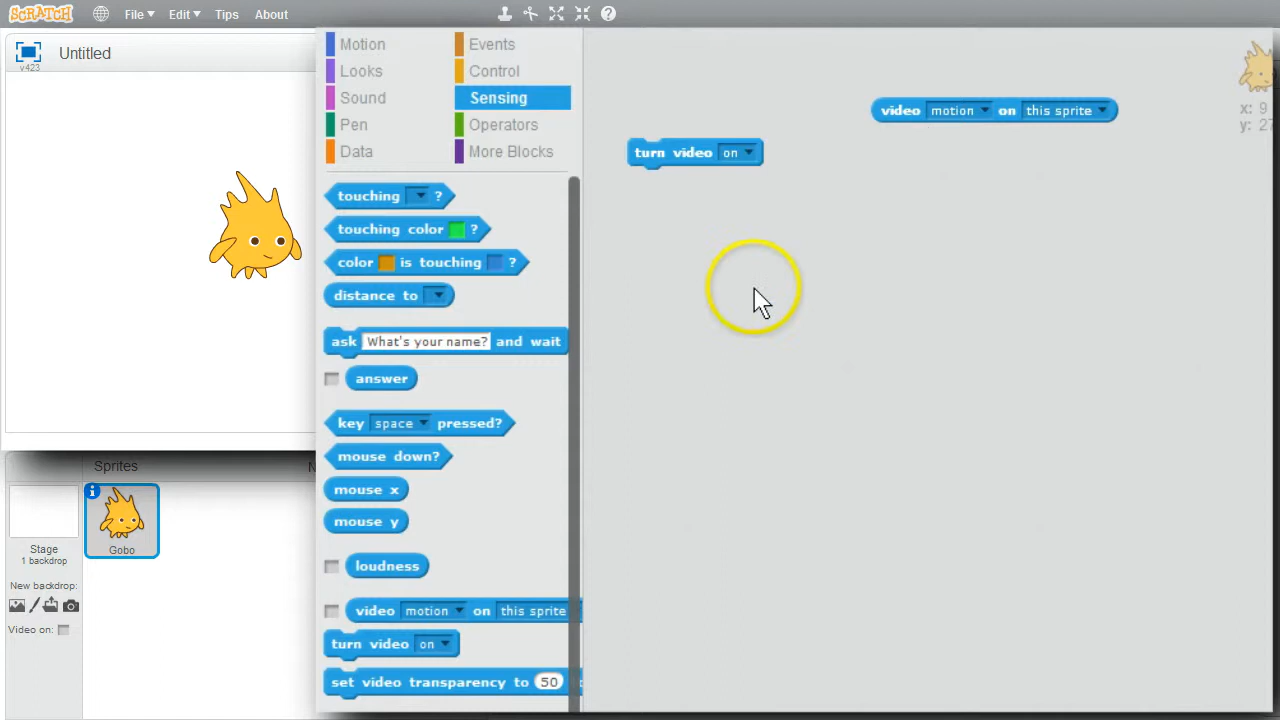 SCRATCH File Edit Tips About
v423 Untitled
Motion Events
Looks Control
Sound Sensing
Pen Operators
Data More Blocks
touching ?
touching color ?
color is touching ?
distance to
ask What's your name? and wait
answer
key space pressed?
mouse down?
mouse x
mouse y
loudness
video motion on this sprite
turn video on
set video transparency to 50
video motion on this sprite
turn video on
x: 9
y: 27
Sprites N
Gobo
Stage
1 backdrop
New backdrop:
Video on: